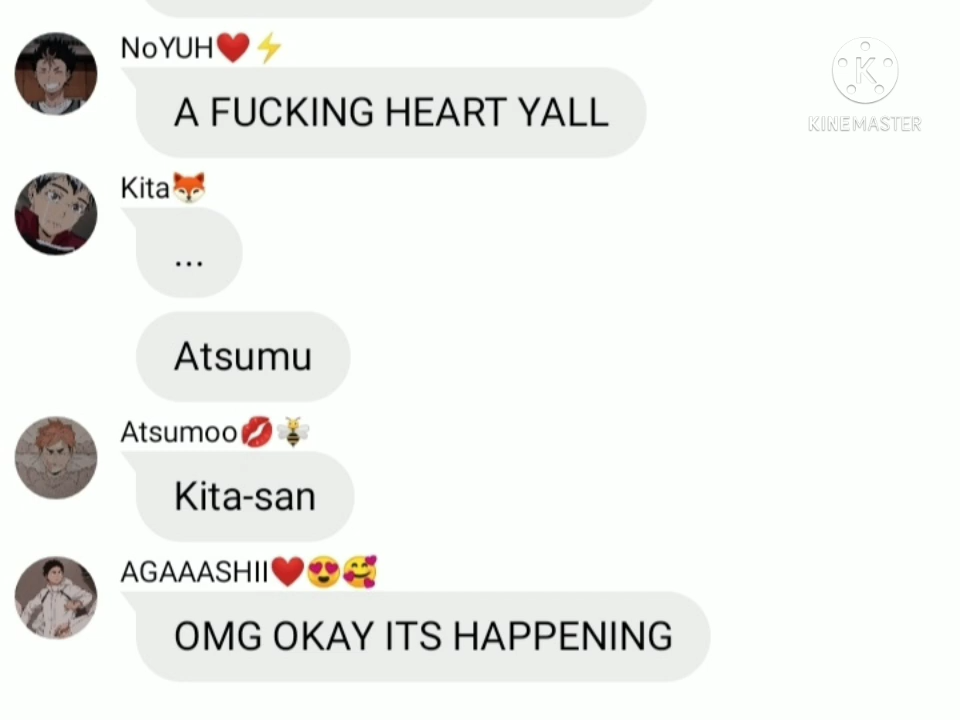 NoYUH❤️⚡
A FUCKING HEART YALL
KINEMASTER
Kita🦊
...
Atsumu
Atsumoo💋🐝
Kita-san
AGAAASHII❤️😍🥰
OMG OKAY ITS HAPPENING